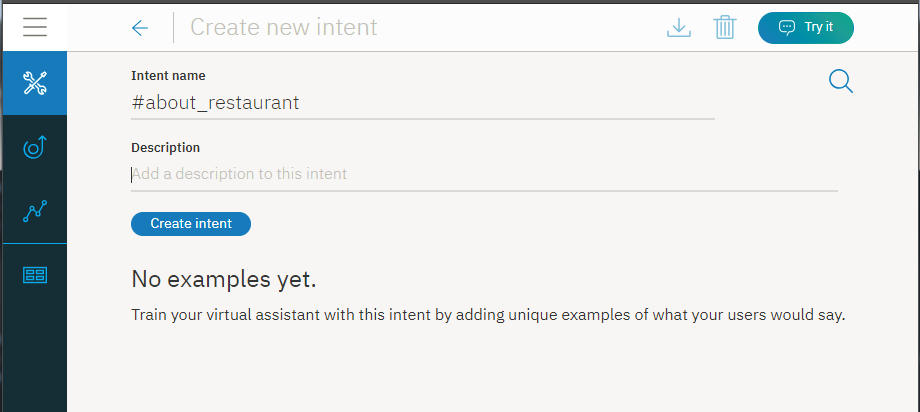 Create new intent
Try it
Intent name
#about_restaurant
Description
Add a description to this intent
Create intent
No examples yet.
Train your virtual assistant with this intent by adding unique examples of what your users would say.